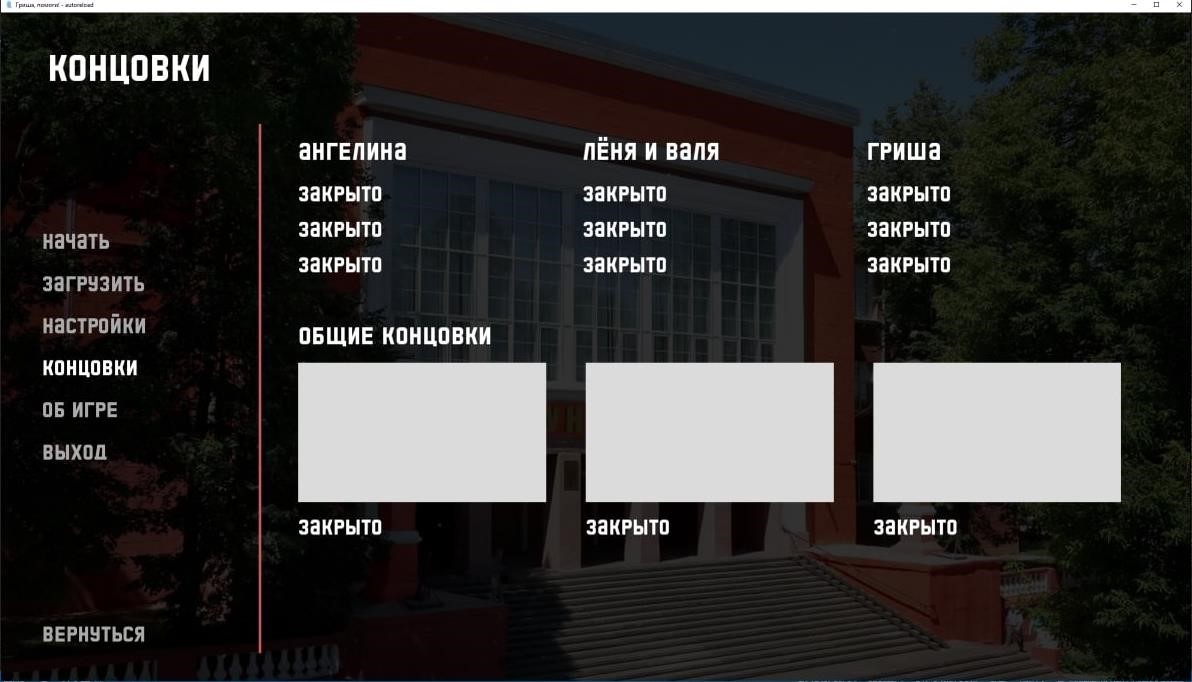 Гриша, помоги! - autoreload
КОНЦОВКИ
АНГЕЛИНА
ЛЁНЯ И ВАЛЯ
ГРИША
ЗАКРЫТО
ЗАКРЫТО
ЗАКРЫТО
ЗАКРЫТО
ЗАКРЫТО
ЗАКРЫТО
ЗАКРЫТО
ЗАКРЫТО
ЗАКРЫТО
ОБЩИЕ КОНЦОВКИ
ЗАКРЫТО
ЗАКРЫТО
ЗАКРЫТО
НАЧАТЬ
ЗАГРУЗИТЬ
НАСТРОЙКИ
КОНЦОВКИ
ОБ ИГРЕ
ВЫХОД
ВЕРНУТЬСЯ